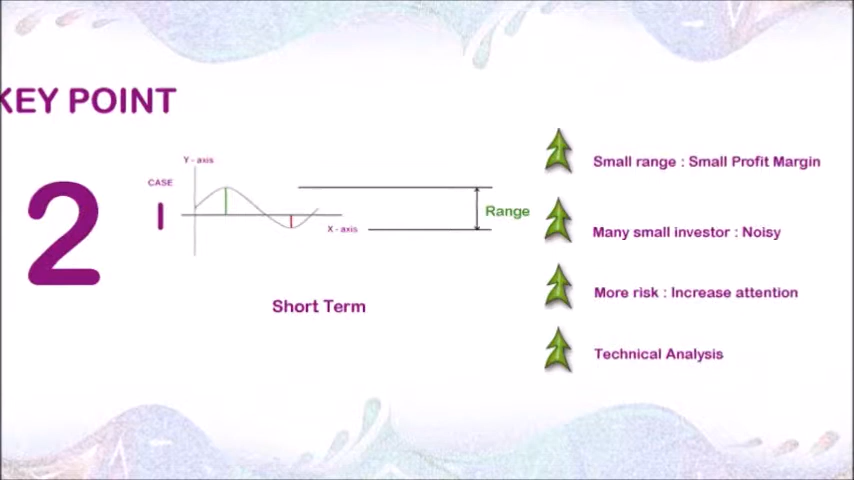 KEY POINT
2
Y - axis
CASE
I
X - axis
Range
Short Term
Small range : Small Profit Margin
Many small investor : Noisy
More risk : Increase attention
Technical Analysis